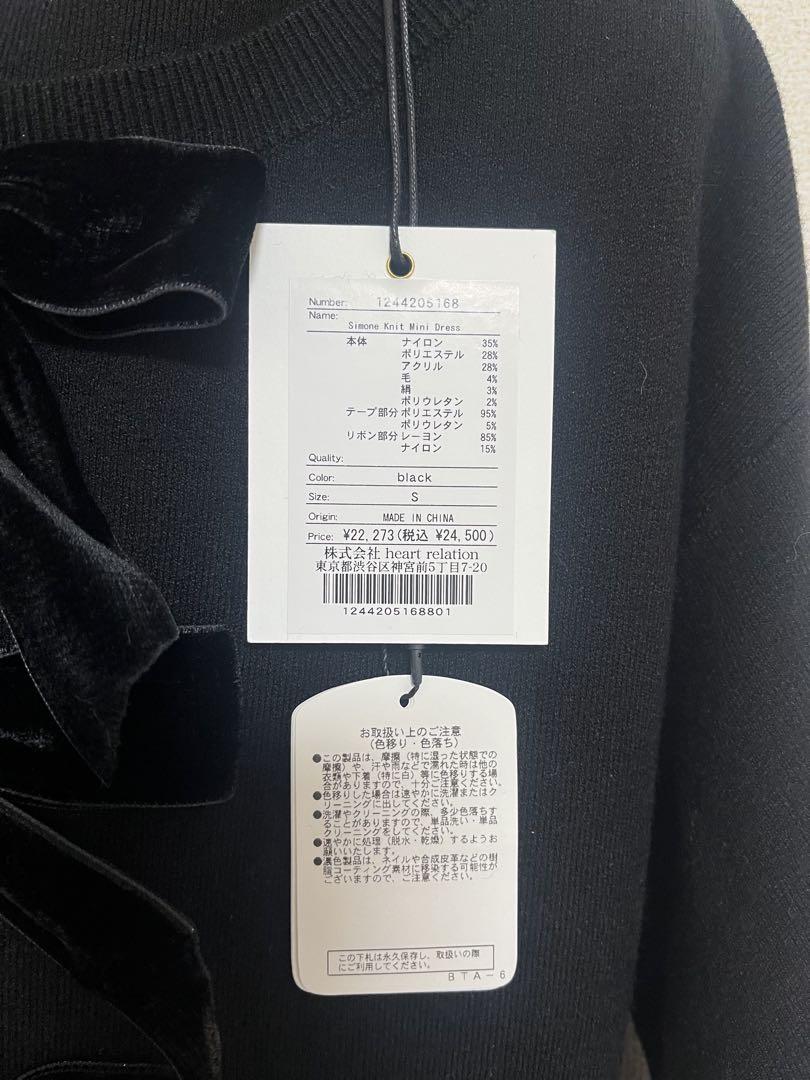 Number: 1244205168
Name:
Simone Knit Mini Dress
本体 ナイロン 35%
ポリエステル 28%
アクリル 28%
毛 4%
絹 3%
ポリウレタン 2%
テープ部分 ポリエステル 95%
ポリウレタン 5%
リボン部分 レーヨン 85%
ナイロン 15%
Quality:
Color: black
Size: S
Origin: MADE IN CHINA
Price: ¥22,273(税込 ¥24,500)
株式会社 heart relation
東京都渋谷区神宮前5丁目7-20
1244205168801
お取扱い上のご注意
(色移り・色落ち)
●この製品は、摩擦(特に湿った状態での
摩擦)や、汗や雨などで濡れた時は他の
衣類や下着(特に白)等に色移りする場
合がありますので、十分ご注意ください。
●色移りした場合は速やかに洗濯またはク
リーニングに出してください。
●洗濯やクリーニングの際、多少色落ちす
ることがありますので、単品洗い・単品
クリーニングをしてください。
●速やかに処理(脱水・乾燥)するようお
願いいたします。
●濃色製品は、ネイルや合成皮革などの樹
脂コーティング素材に移染する可能性が
ございますので、ご注意ください。
この下札は永久保存し、取扱いの際
にご利用してください。
BTA-6